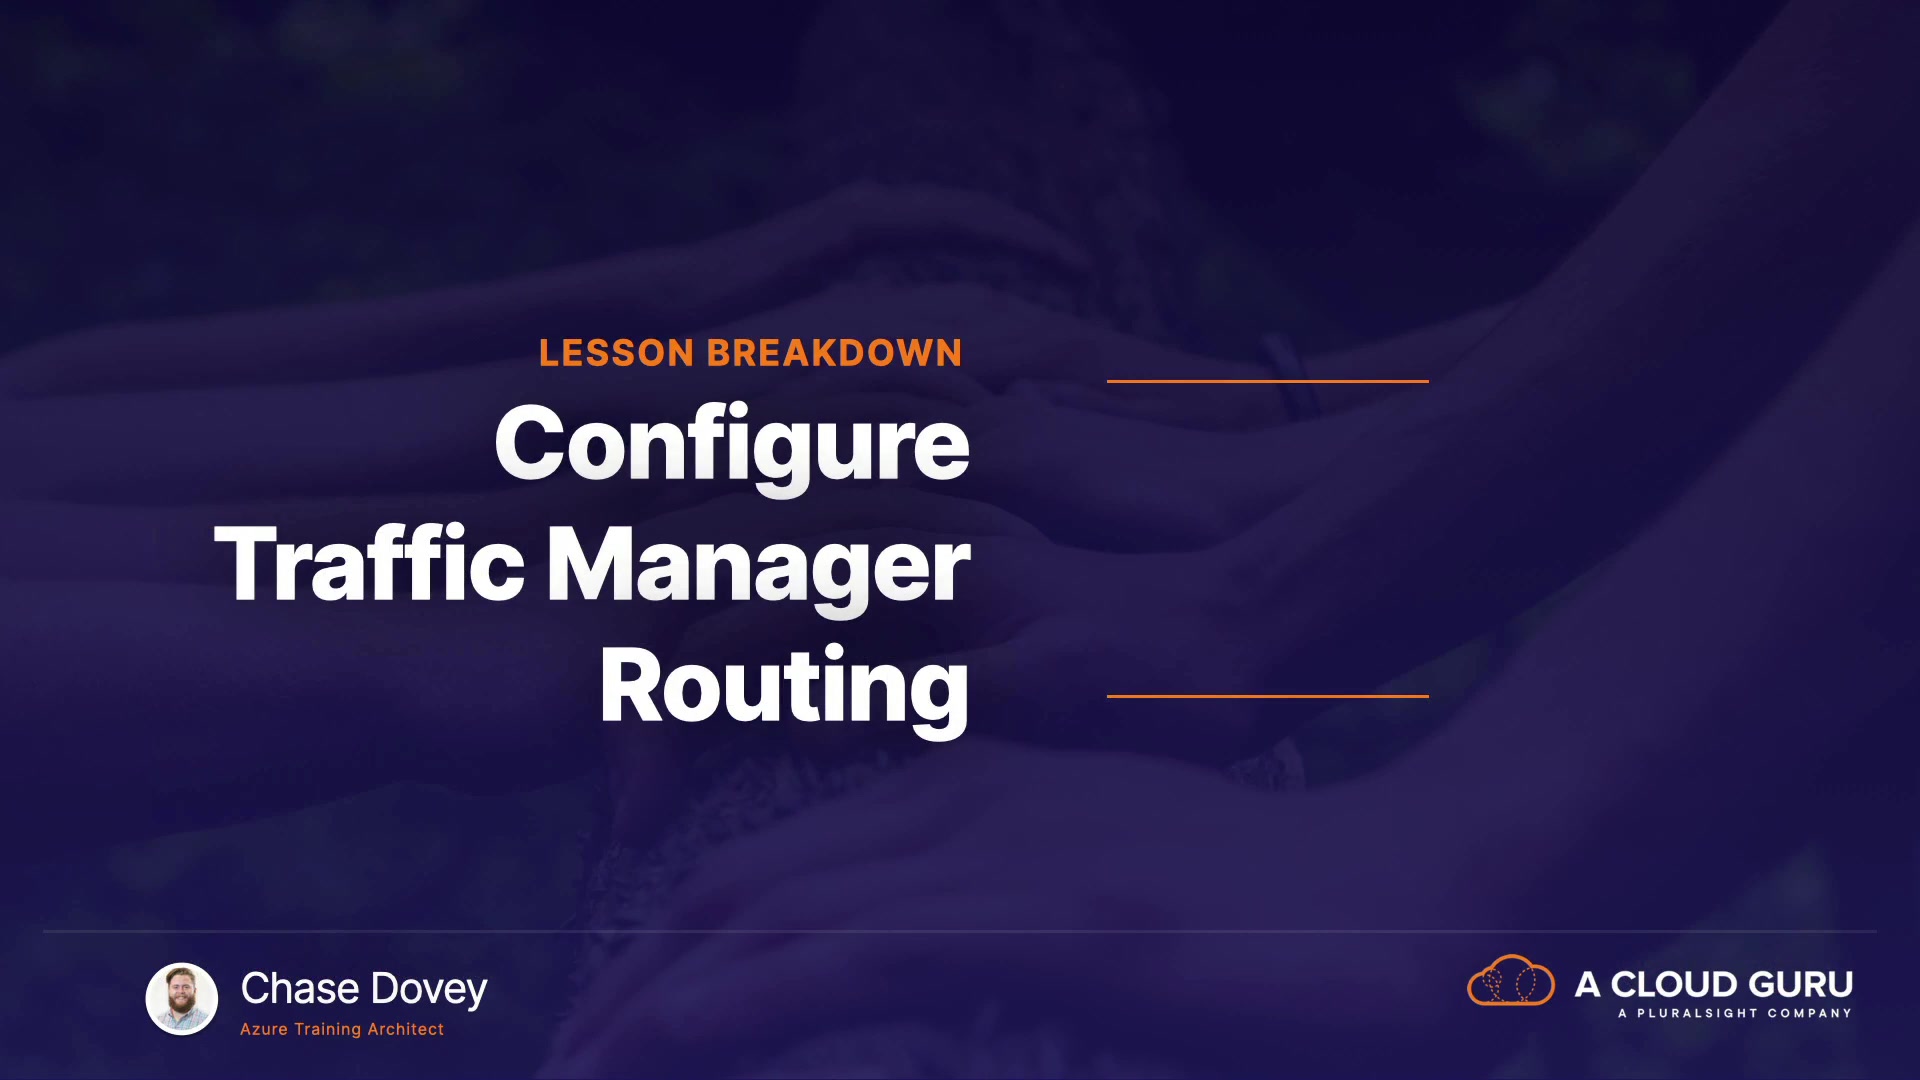 LESSON BREAKDOWN
Configure
Traffic Manager
Routing
Chase Dovey
Azure Training Architect
A CLOUD GURU
A PLURALSIGHT COMPANY